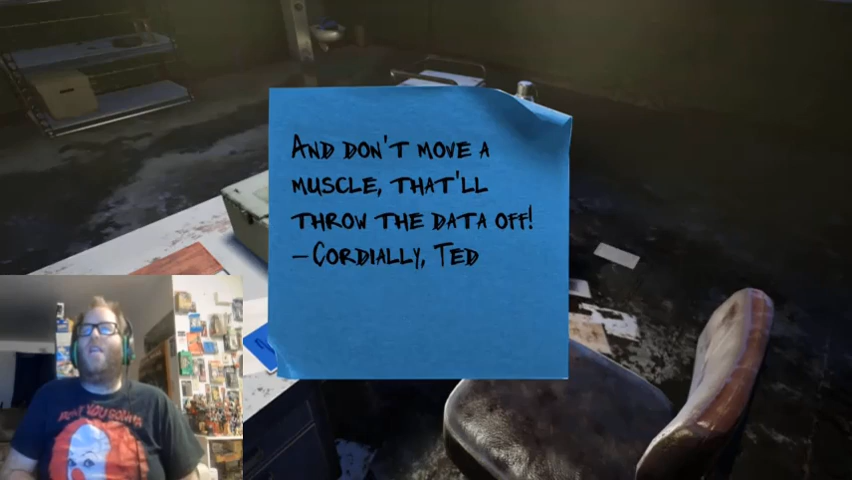 And don't move a
muscle, that'll
throw the data off!
–Cordially, Ted